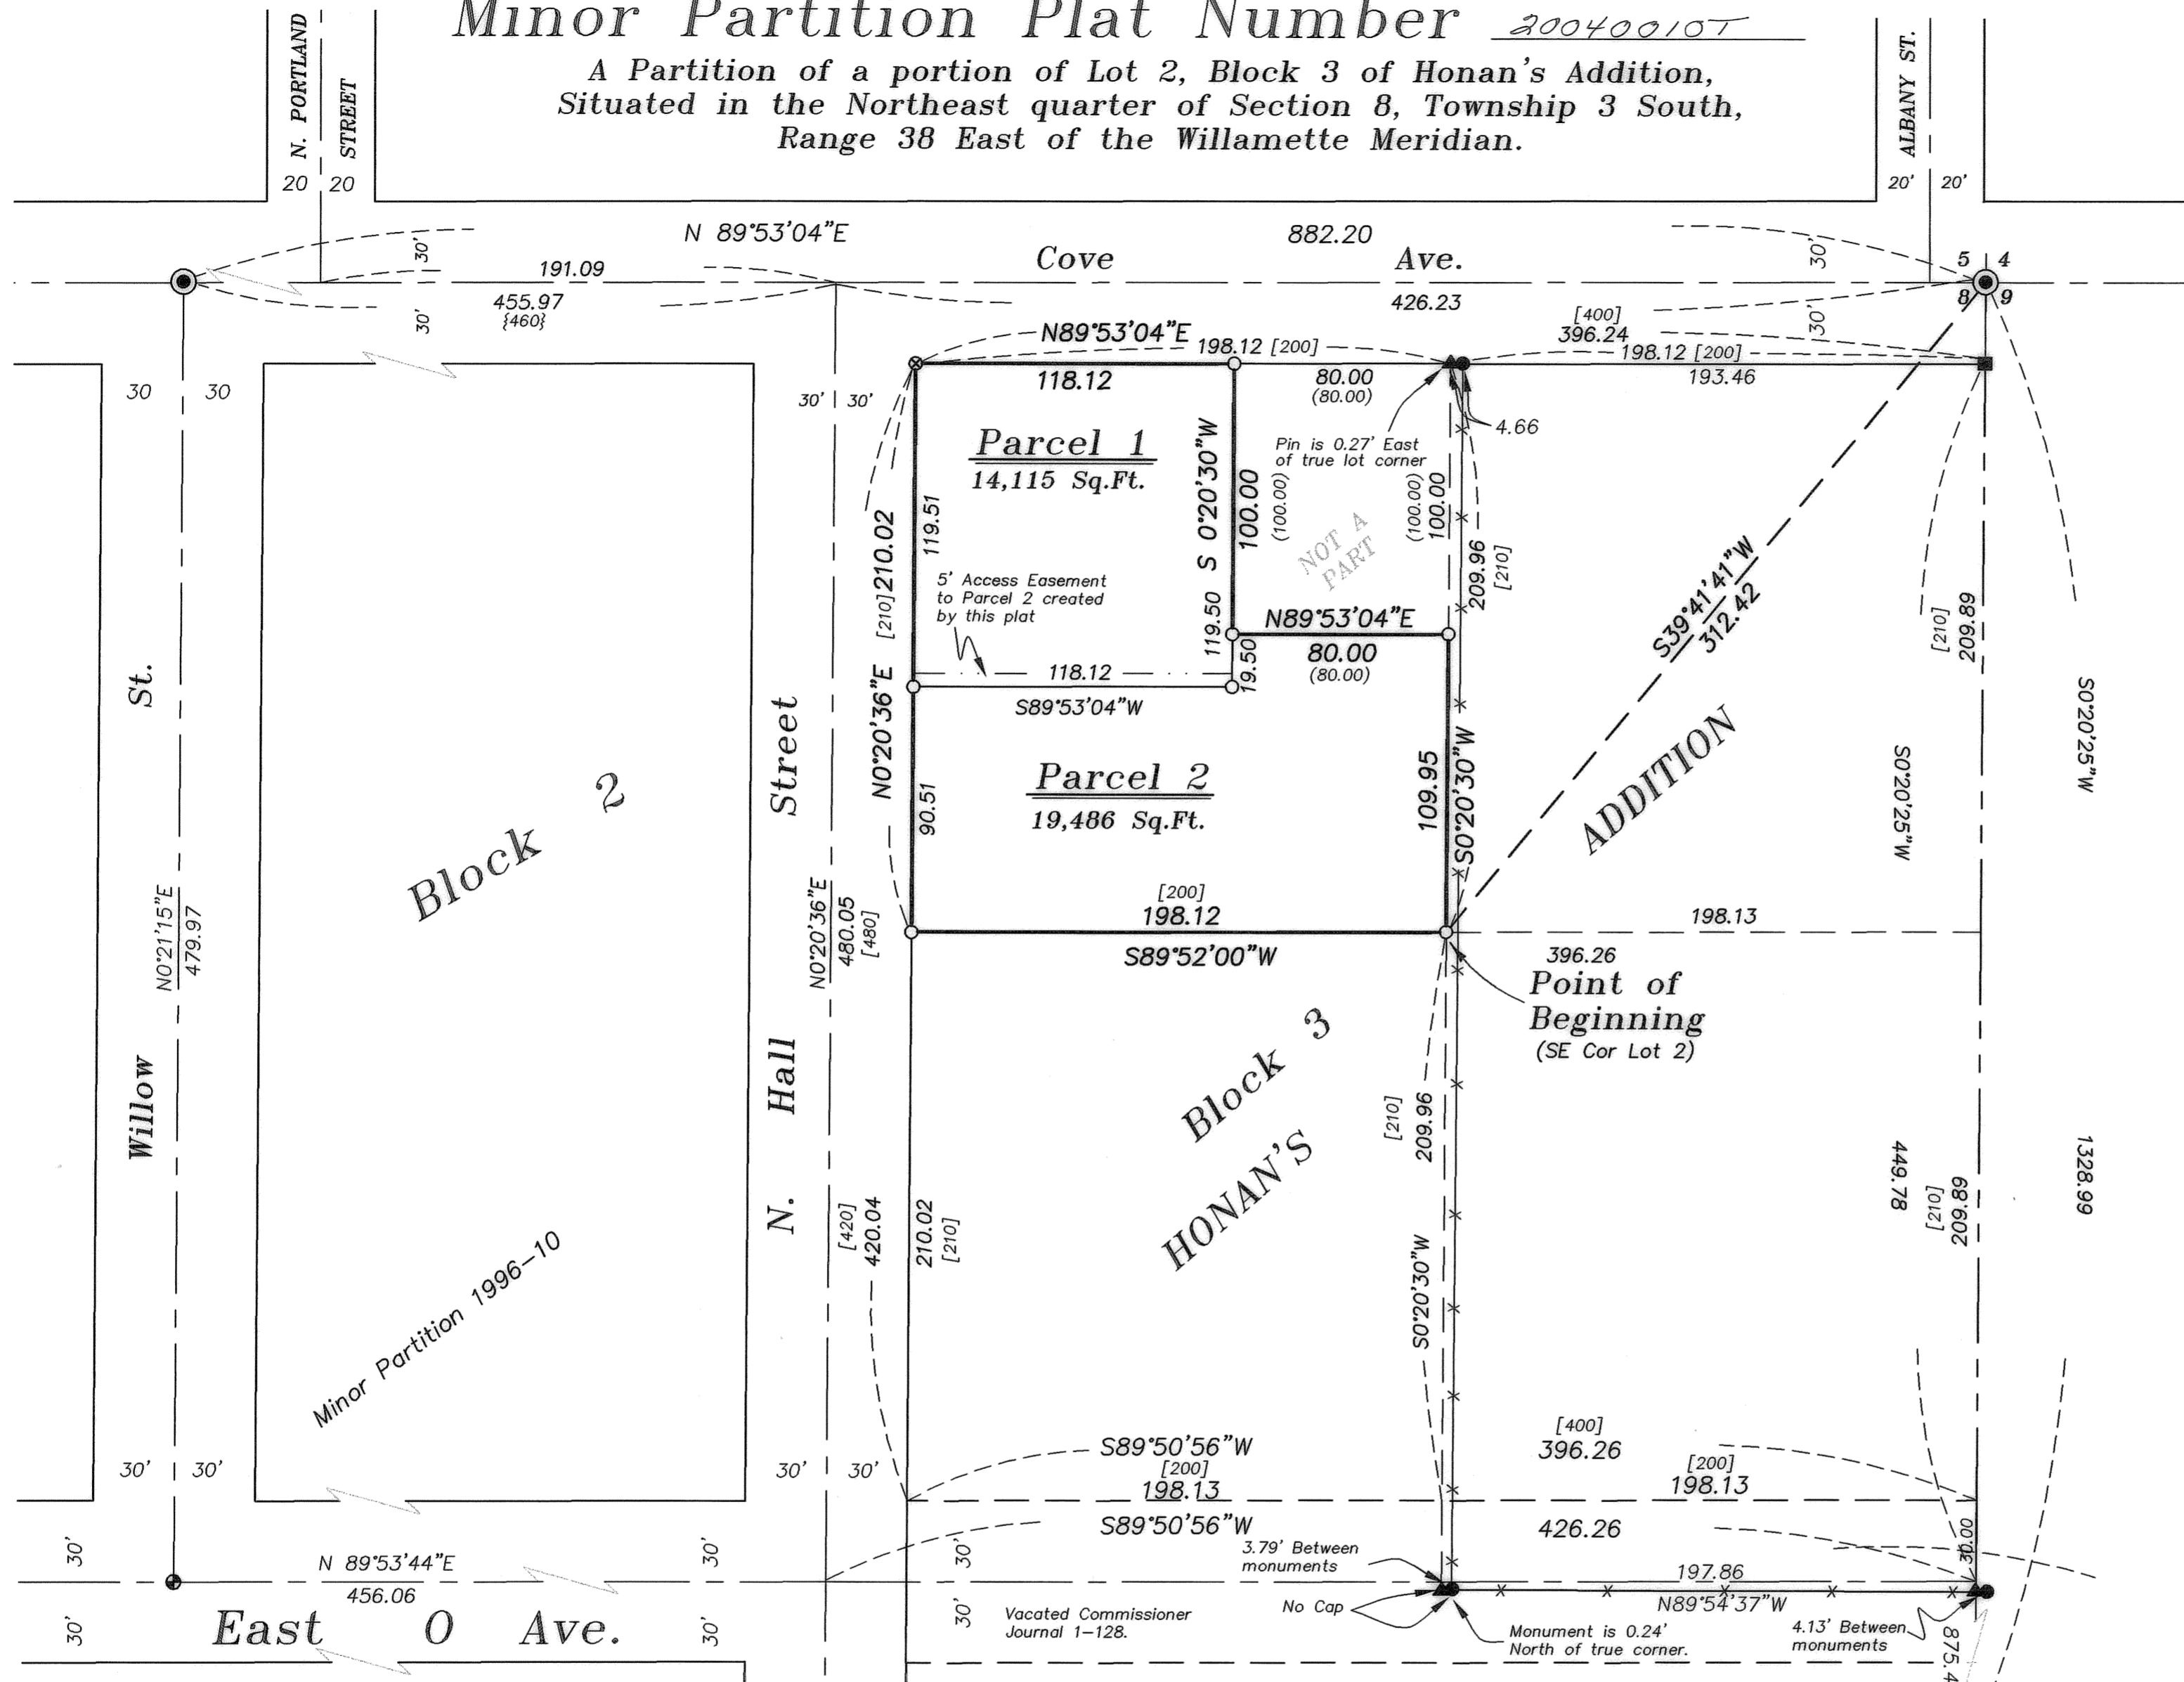 Minor Partition Plat Number 20040010T
A Partition of a portion of Lot 2, Block 3 of Honan's Addition,
Situated in the Northeast quarter of Section 8, Township 3 South,
Range 38 East of the Willamette Meridian.
N. PORTLAND
STREET
20
20
ALBANY ST.
20'
20'
N 89°53'04"E
882.20
30'
191.09
Cove Ave.
30'
5 4
8 9
455.97
{460}
30'
426.23
[400]
396.24
30'
N89°53'04"E
198.12 [200]
198.12 [200]
118.12
80.00
(80.00)
193.46
30
30
30'
30'
4.66
Parcel 1
14,115 Sq.Ft.
Pin is 0.27' East
of true lot corner
S 0°20'30"W
100.00
(100.00)
(100.00)
100.00
119.51
[210]
210.02
NOT A
PART
209.96
[210]
S39°41'41"W
312.42
5' Access Easement
to Parcel 2 created
by this plat
119.50
19.50
N89°53'04"E
80.00
(80.00)
[210]
209.89
118.12
S89°53'04"W
N0°20'36"E
St.
Street
S0°20'25"W
S0°20'25"W
Parcel 2
19,486 Sq.Ft.
90.51
109.95
S0°20'30"W
ADDITION
Block 2
[200]
198.12
S89°52'00"W
198.13
396.26
N0°21'15"E
479.97
N0°20'36"E
480.05
[480]
Point of
Beginning
(SE Cor Lot 2)
Willow
Hall
N.
Block 3
HONAN'S
[210]
209.96
449.78
[210]
209.89
1328.99
[420]
420.04
210.02
[210]
S0°20'30"W
Minor Partition 1996-10
30'
30'
30'
30'
S89°50'56"W
[200]
198.13
[400]
396.26
[200]
198.13
S89°50'56"W
426.26
30.00
30'
30'
30'
N 89°53'44"E
456.06
3.79' Between
monuments
197.86
N89°54'37"W
East O Ave.
30'
30'
30'
Vacated Commissioner
Journal 1-128.
No Cap
Monument is 0.24'
North of true corner.
4.13' Between
monuments
875.4